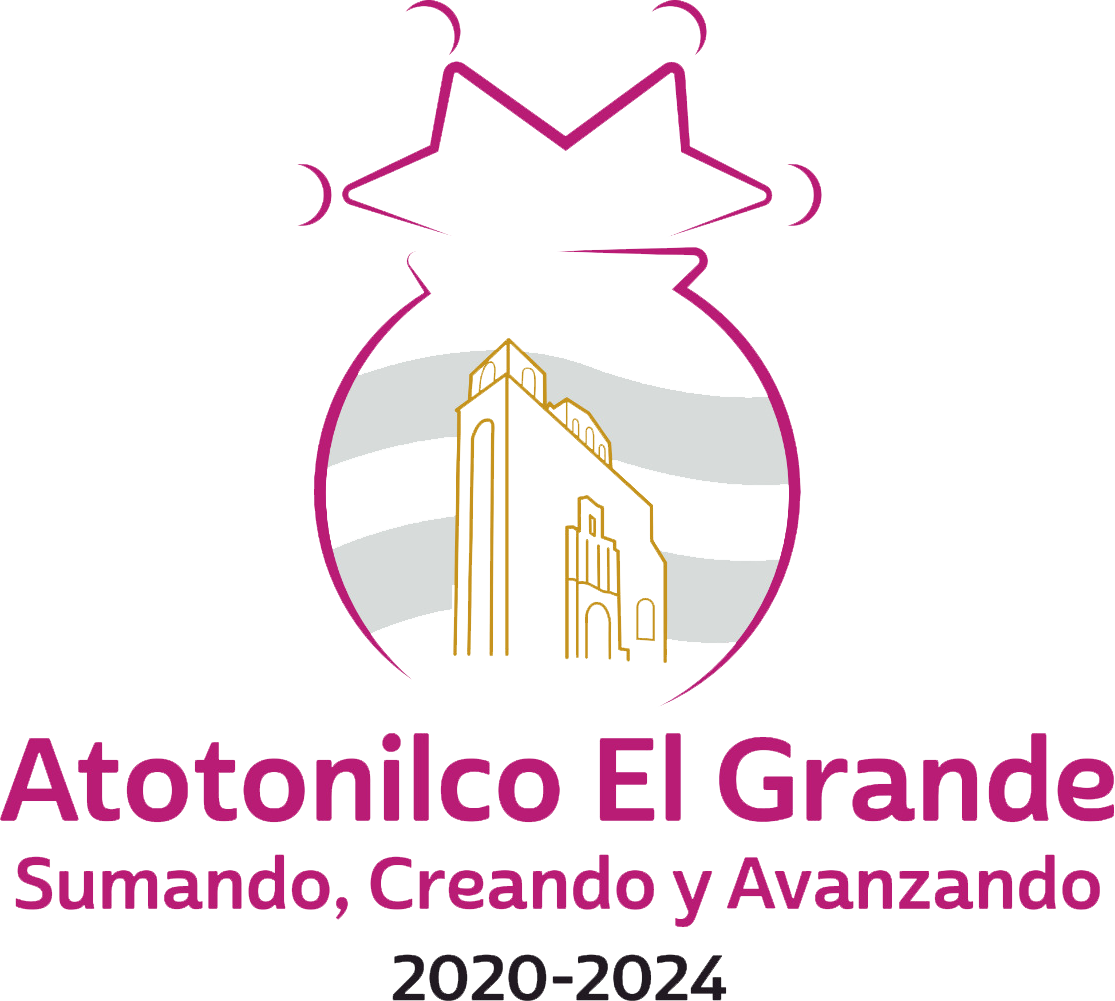 Atotonilco El Grande
Sumando, Creando y Avanzando
2020-2024